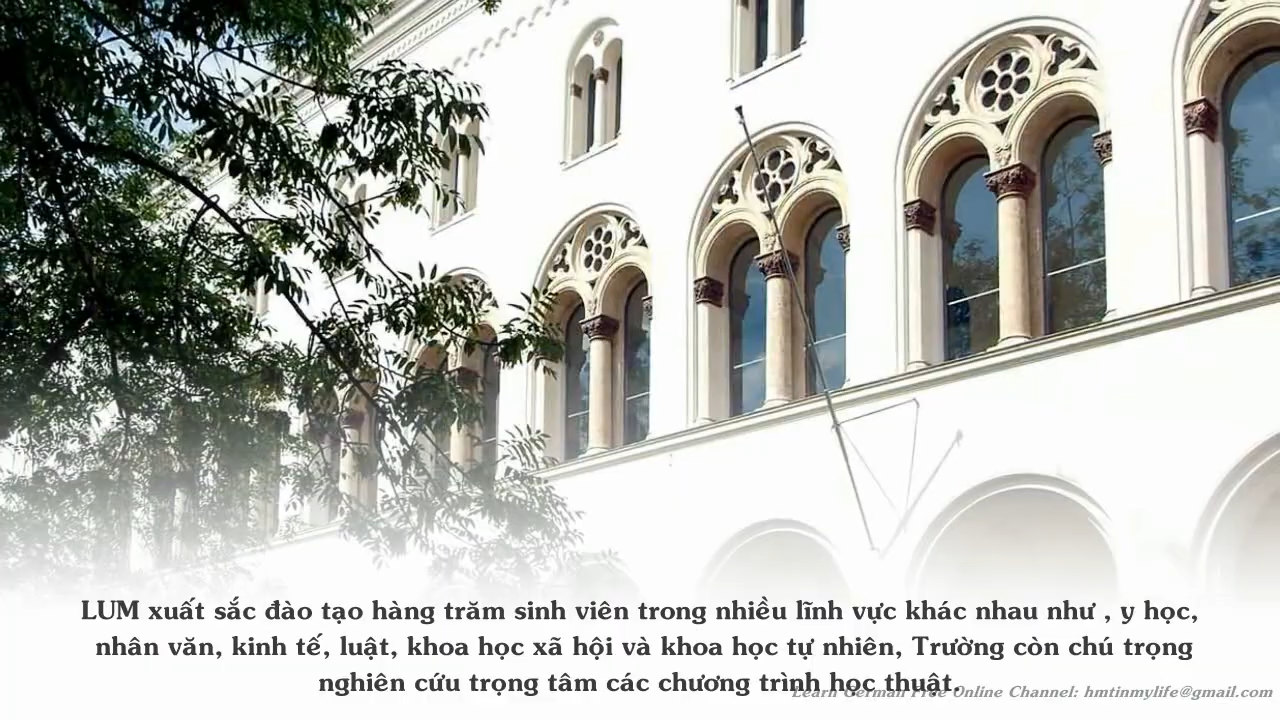 LUM xuất sắc đào tạo hàng trăm sinh viên trong nhiều lĩnh vực khác nhau như , y học,
nhân văn, kinh tế, luật, khoa học xã hội và khoa học tự nhiên, Trường còn chú trọng
nghiên cứu trọng tâm các chương trình học thuật.
Learn German Free Online Channel: hmtinmylife@gmail.com